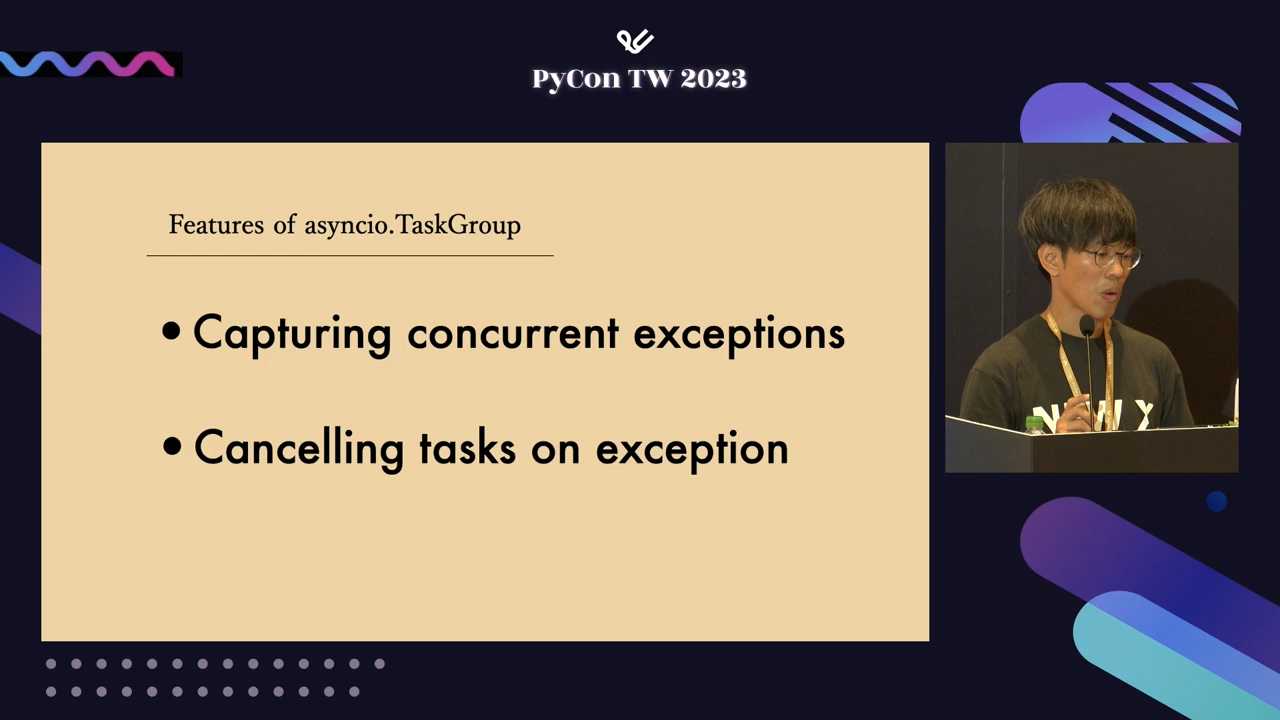 PyCon TW 2023
Features of asyncio.TaskGroup
• Capturing concurrent exceptions
• Cancelling tasks on exception